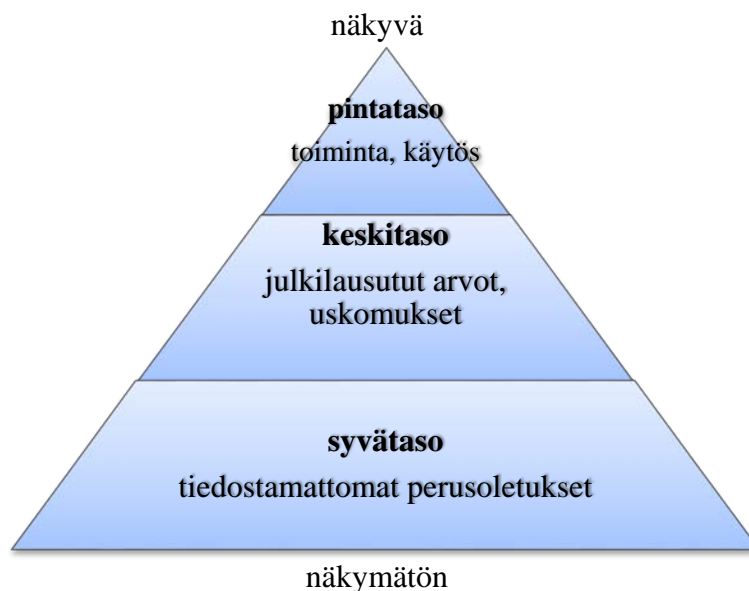 näkyvä
pintataso
toiminta, käytös
keskitaso
julkilausutut arvot,
uskomukset
syvätaso
tiedostamattomat perusoletukset
näkymätön